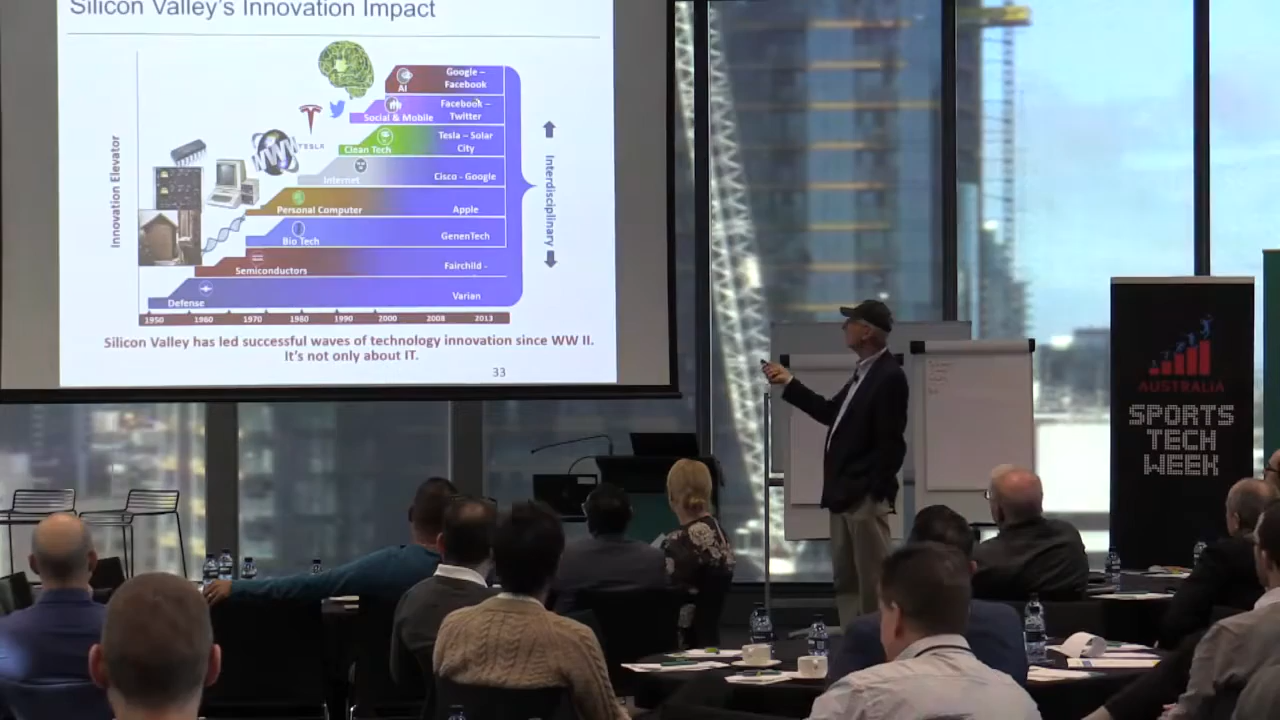 Silicon Valley's Innovation Impact
Google –
Facebook
AI
Facebook –
Twitter
Social & Mobile
TESLA
Tesla – Solar
City
Clean Tech
Cisco - Google
Internet
Apple
Personal Computer
GenenTech
Bio Tech
Fairchild -
Semiconductors
Varian
Defense
Innovation Elevator
Interdisciplinary
1950 1960 1970 1980 1990 2000 2008 2013
Silicon Valley has led successful waves of technology innovation since WW II.
It's not only about IT.
33
AUSTRALIA
SPORTS
TECH
WEEK